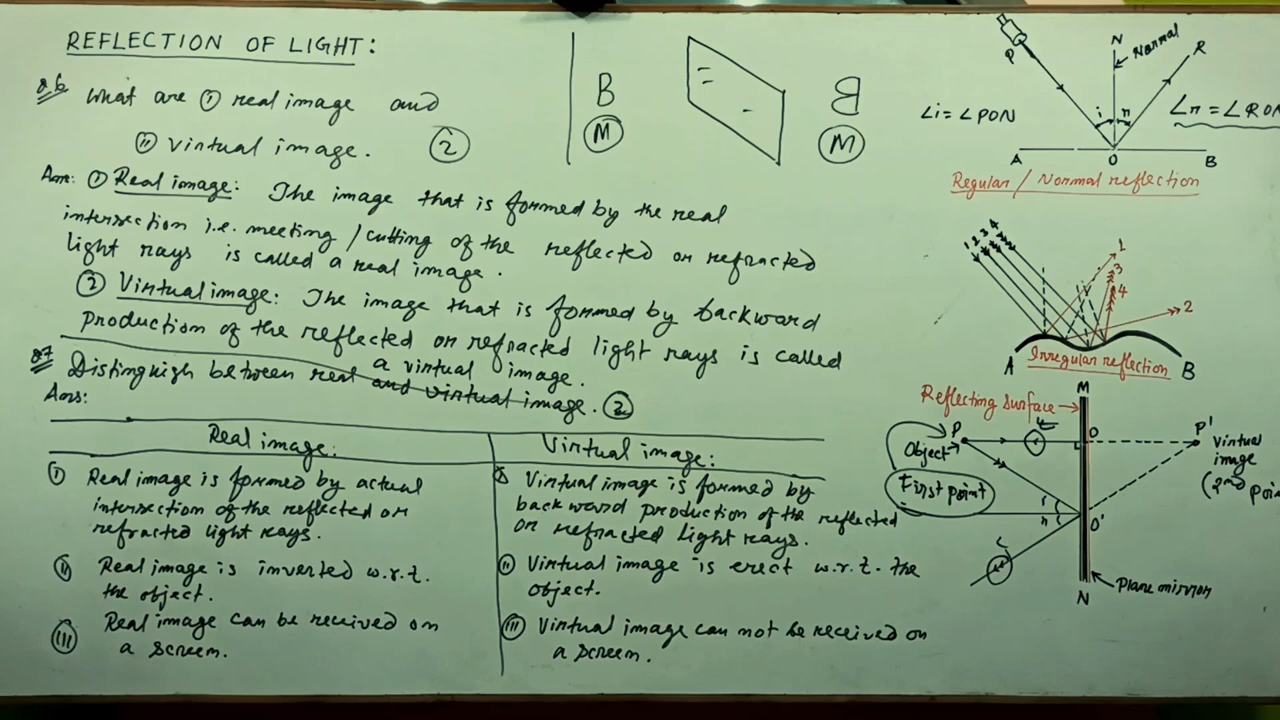 REFLECTION OF LIGHT:
Q.6 What are ① real image and
② virtual image. ②
Ans: ① Real image: The image that is formed by the real
intersection i.e. meeting / cutting of the reflected or refracted
light rays is called a real image.
② Virtual image: The image that is formed by backward
production of the reflected or refracted light rays is called
a virtual image.
Q7 Distinguish between real and virtual image. ②
Ans:
Real image:
Virtual image:
(i) Real image is formed by actual
intersection of the reflected or
refracted light rays.
(ii) Real image is inverted w.r.t.
the object.
(iii) Real image can be received on
a screen.
(i) Virtual image is formed by
backward production of the reflected
or refracted light rays.
(ii) Virtual image is erect w.r.t. the
object.
(iii) Virtual image can not be received on
a screen.
B
M
B
M
P
N
Normal
R
∠i = ∠PON
i r
∠r = ∠RON
A O B
Regular / Normal reflection
1 2 3 4
1
3
4
2
A B
Irregular reflection
M
Reflecting surface
P
O
P'
Object
Virtual
image
(2nd point
First point
i
r
O'
Plane mirror
N